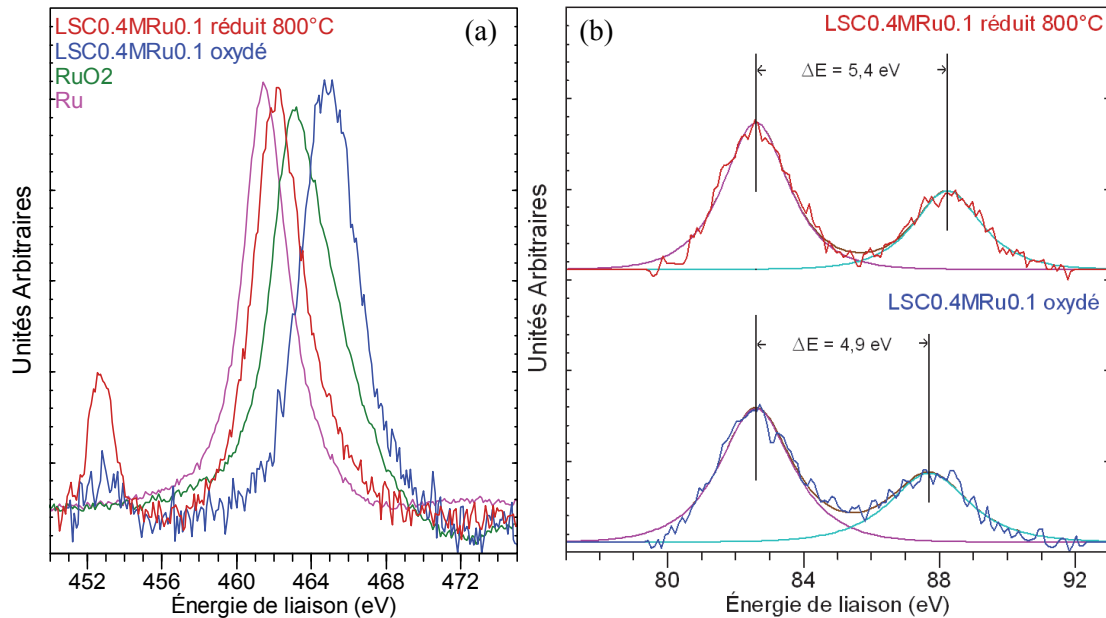 LSC0.4MRu0.1 réduit 800°C
LSC0.4MRu0.1 oxydé
RuO2
Ru
(a)
Unités Arbitraires
452 456 460 464 468 472
Énergie de liaison (eV)
(b)
LSC0.4MRu0.1 réduit 800°C
ΔE = 5,4 eV
LSC0.4MRu0.1 oxydé
ΔE = 4,9 eV
Unités Arbitraires
80 84 88 92
Énergie de liaison (eV)